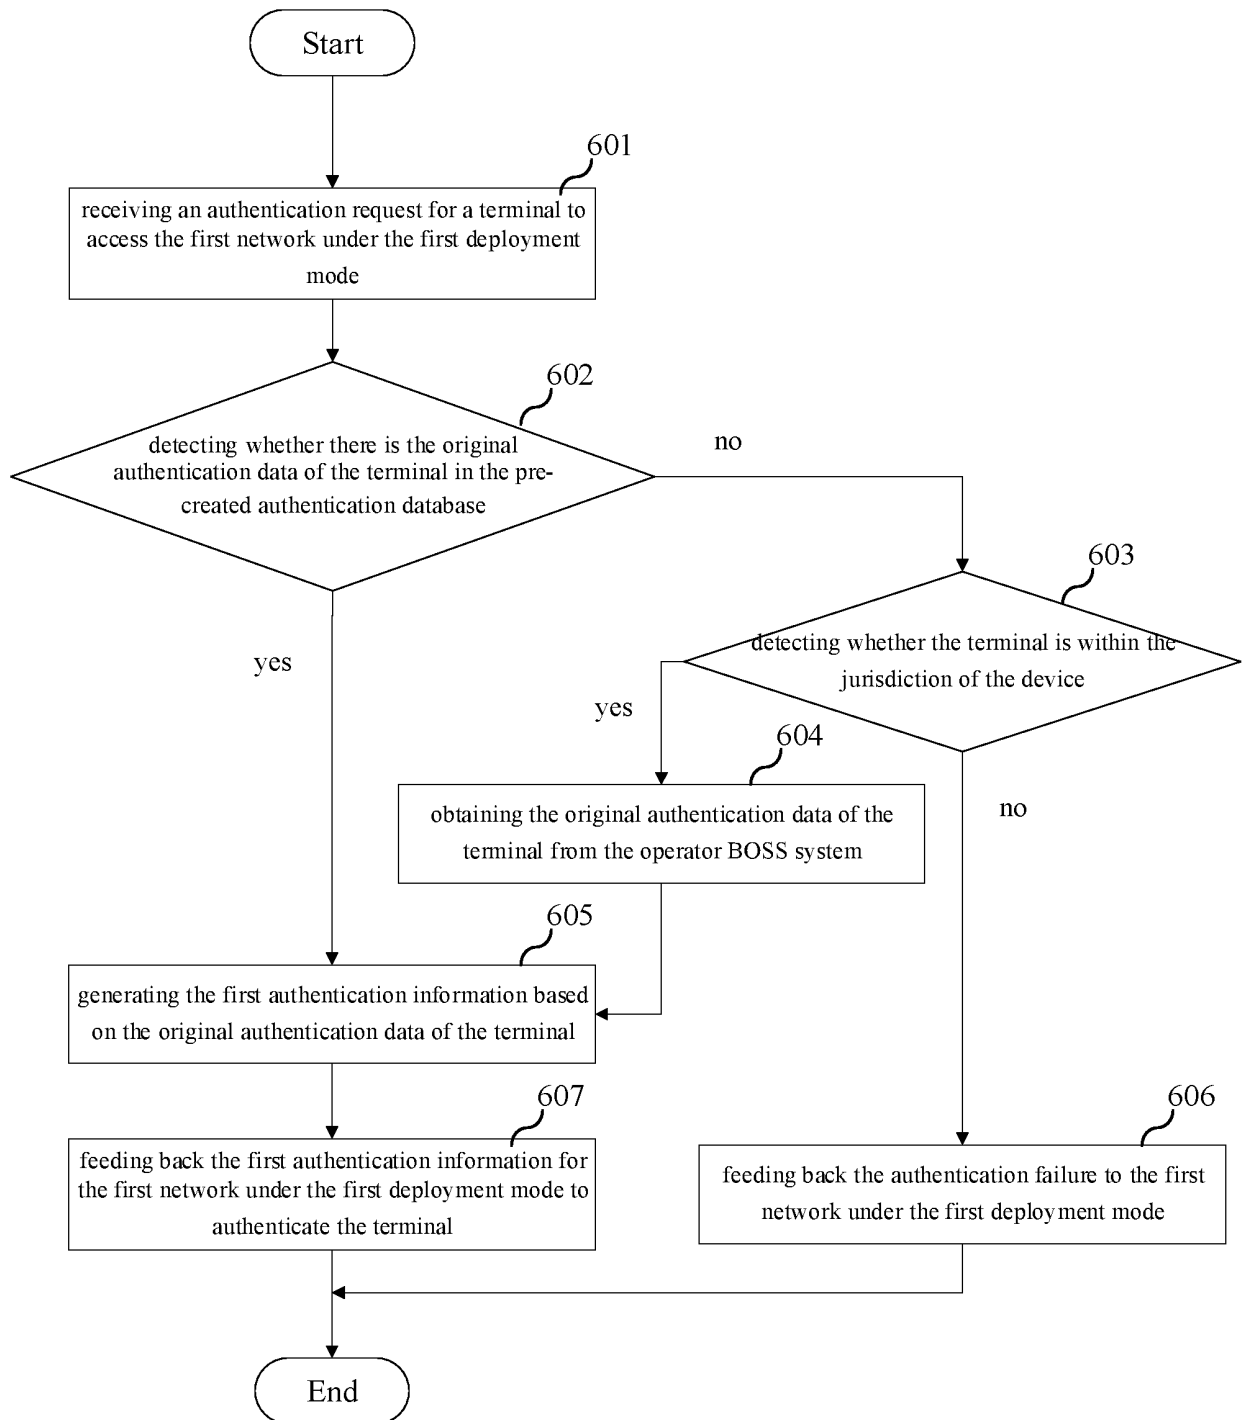 Start
601
receiving an authentication request for a terminal to
access the first network under the first deployment
mode
602
detecting whether there is the original
authentication data of the terminal in the pre-
created authentication database
no
603
detecting whether the terminal is within the
jurisdiction of the device
yes
yes
604
obtaining the original authentication data of the
terminal from the operator BOSS system
no
605
generating the first authentication information based
on the original authentication data of the terminal
607
feeding back the first authentication information for
the first network under the first deployment mode to
authenticate the terminal
606
feeding back the authentication failure to the first
network under the first deployment mode
End